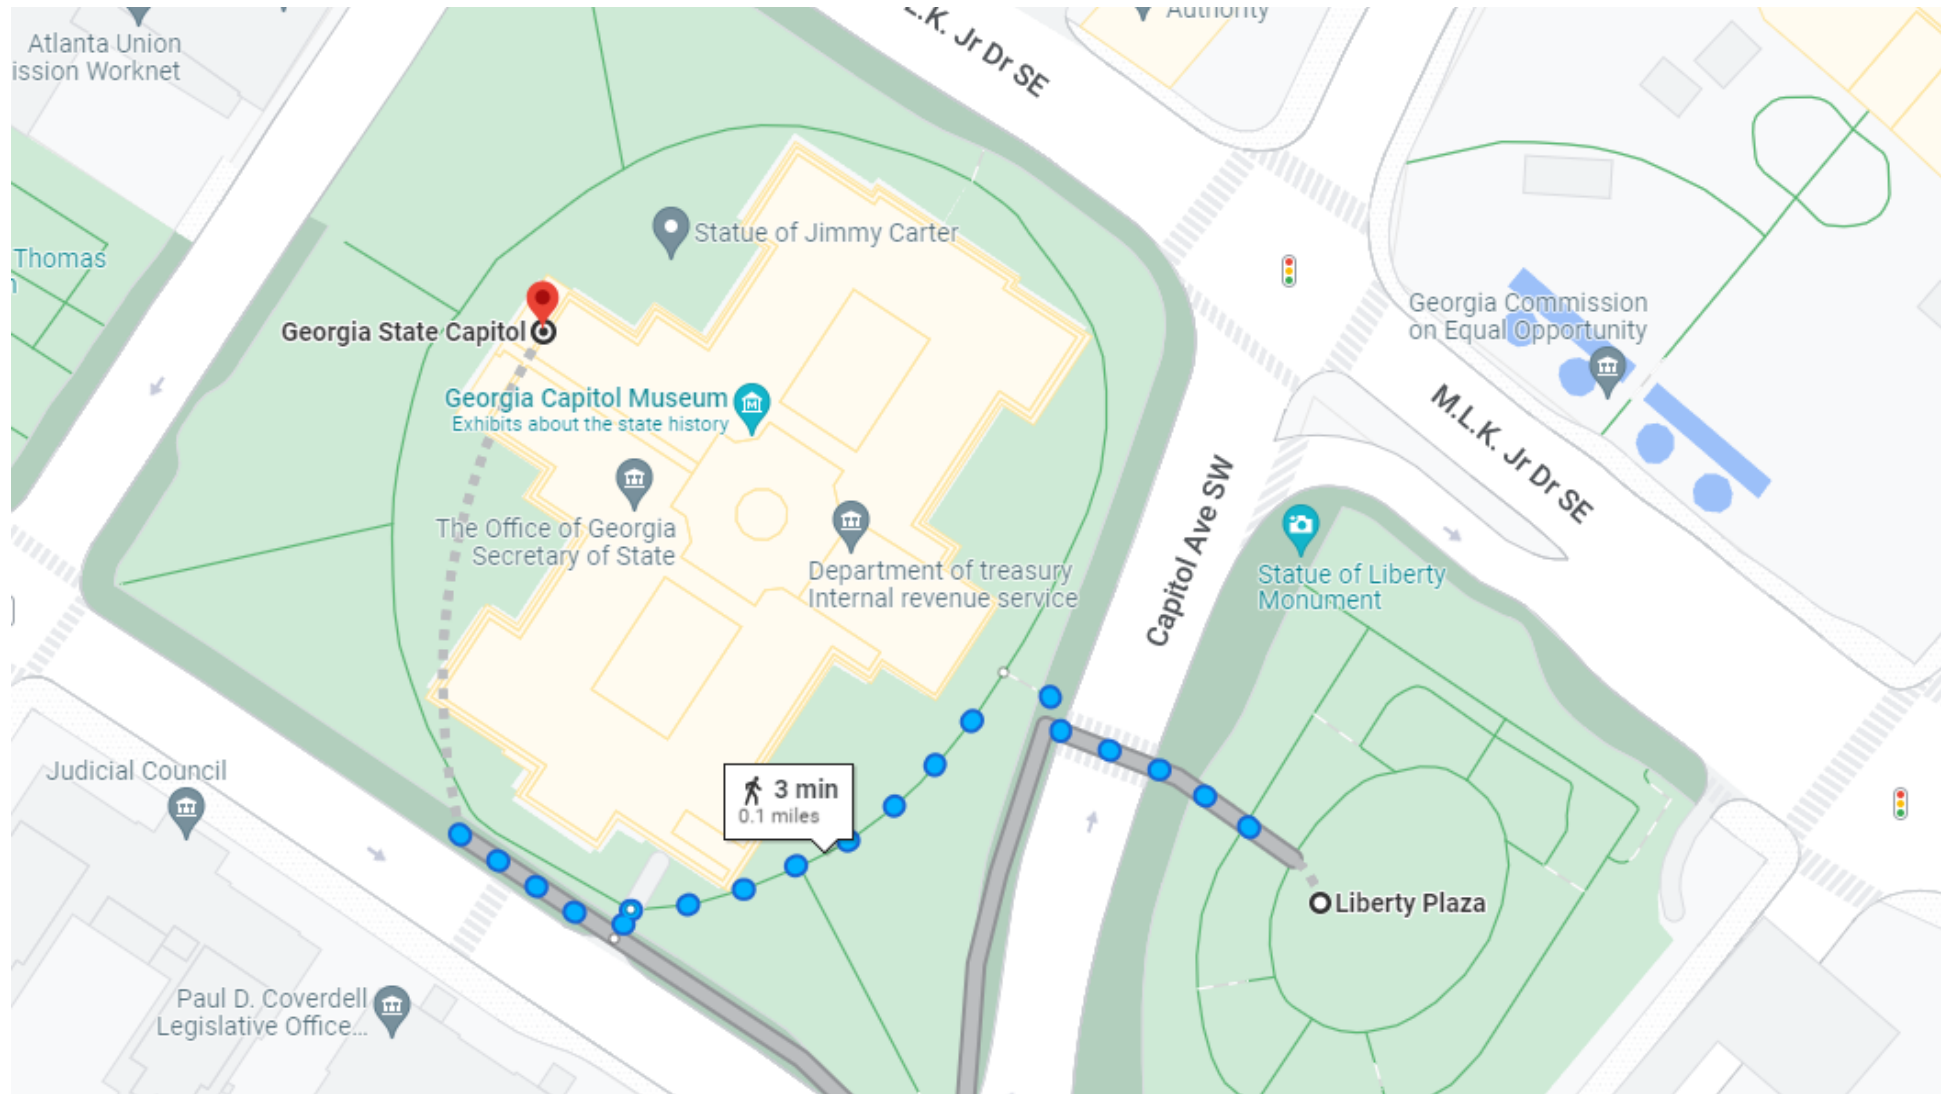 Authority
L.K. Jr Dr SE
Atlanta Union
ission Worknet
Statue of Jimmy Carter
Thomas
Georgia State Capitol
Georgia Commission
on Equal Opportunity
Georgia Capitol Museum
Exhibits about the state history
M.L.K. Jr Dr SE
The Office of Georgia
Secretary of State
Capitol Ave SW
Department of treasury
Internal revenue service
Statue of Liberty
Monument
Judicial Council
3 min
0.1 miles
Liberty Plaza
Paul D. Coverdell
Legislative Office...